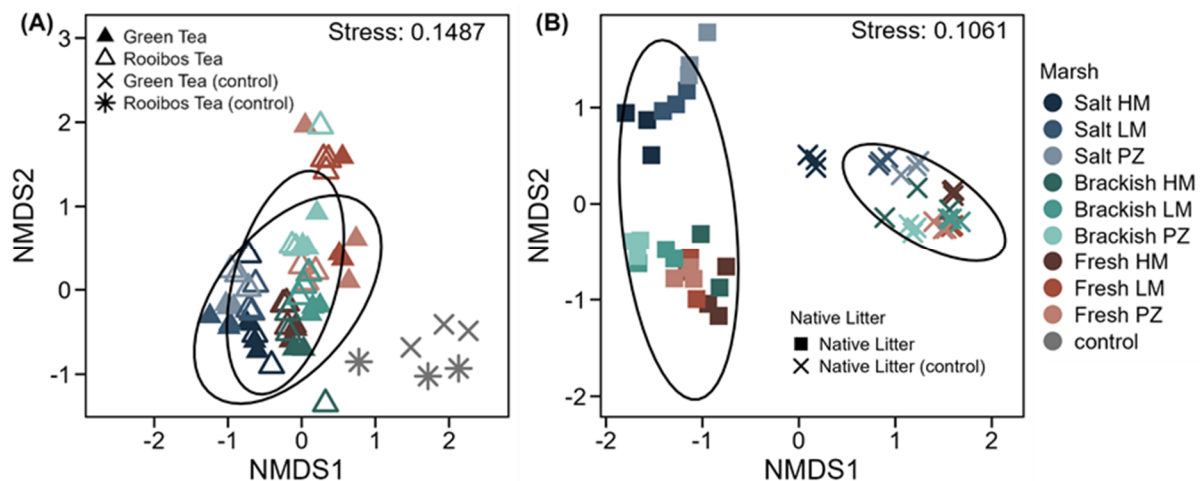 (A)
Stress: 0.1487
Green Tea
Rooibos Tea
Green Tea (control)
Rooibos Tea (control)
NMDS2
3
2
1
0
-1
-2 -1 0 1 2
NMDS1
(B)
Stress: 0.1061
NMDS2
1
0
-1
-2
Native Litter
Native Litter
Native Litter (control)
-2 -1 0 1 2
NMDS1
Marsh
Salt HM
Salt LM
Salt PZ
Brackish HM
Brackish LM
Brackish PZ
Fresh HM
Fresh LM
Fresh PZ
control